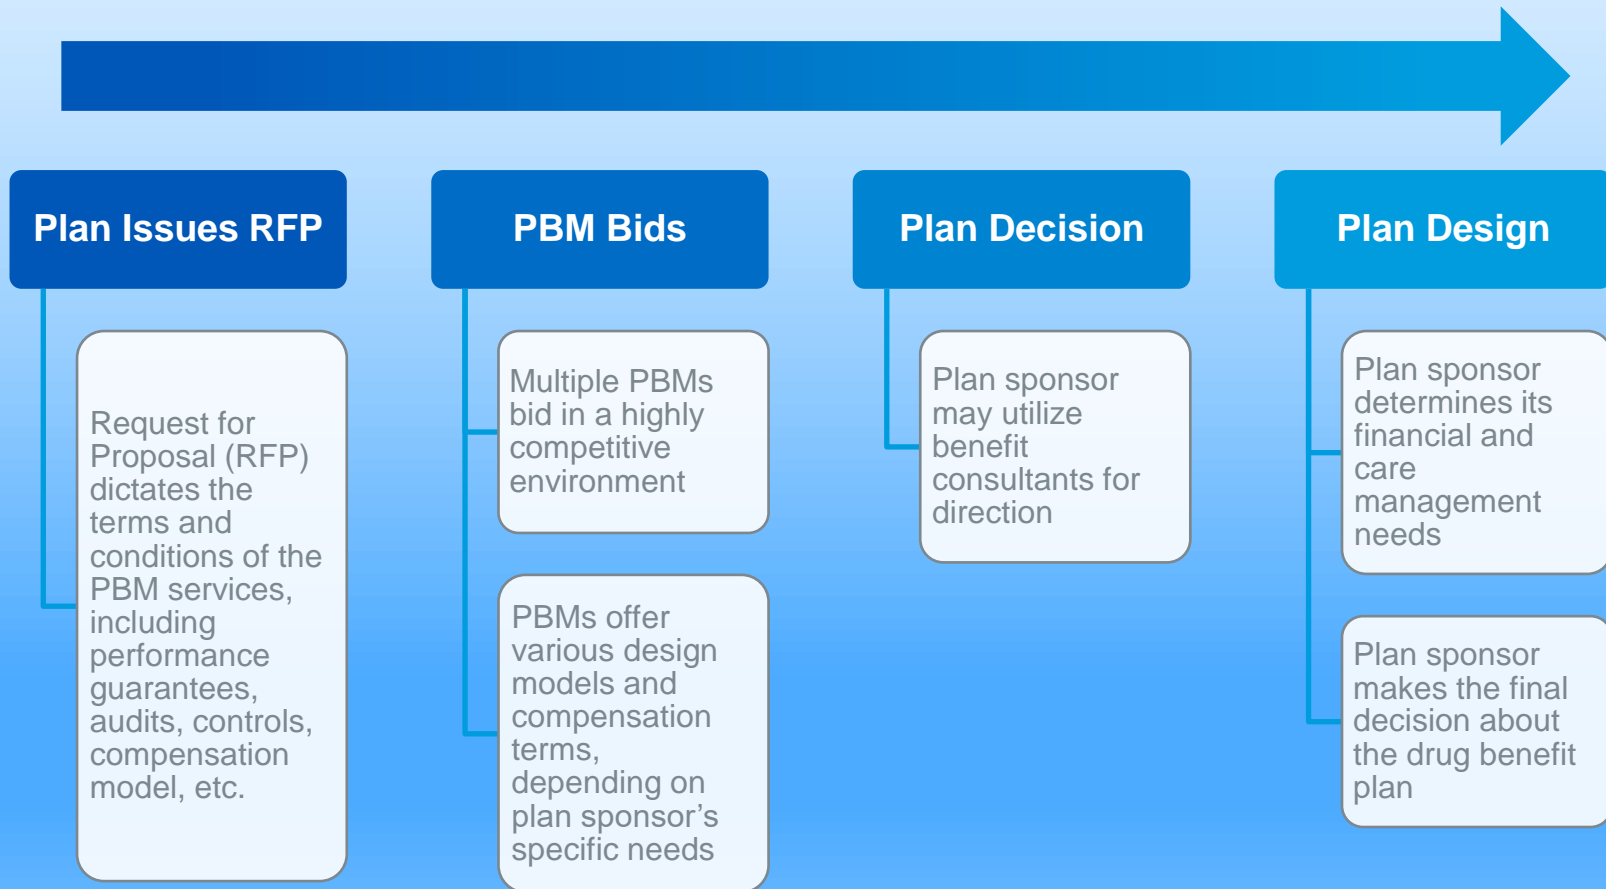 Plan Issues RFP
Request for
Proposal (RFP)
dictates the
terms and
conditions of the
PBM services,
including
performance
guarantees,
audits, controls,
compensation
model, etc.
PBM Bids
Multiple PBMs
bid in a highly
competitive
environment
PBMs offer
various design
models and
compensation
terms,
depending on
plan sponsor’s
specific needs
Plan Decision
Plan sponsor
may utilize
benefit
consultants for
direction
Plan Design
Plan sponsor
determines its
financial and
care
management
needs
Plan sponsor
makes the final
decision about
the drug benefit
plan